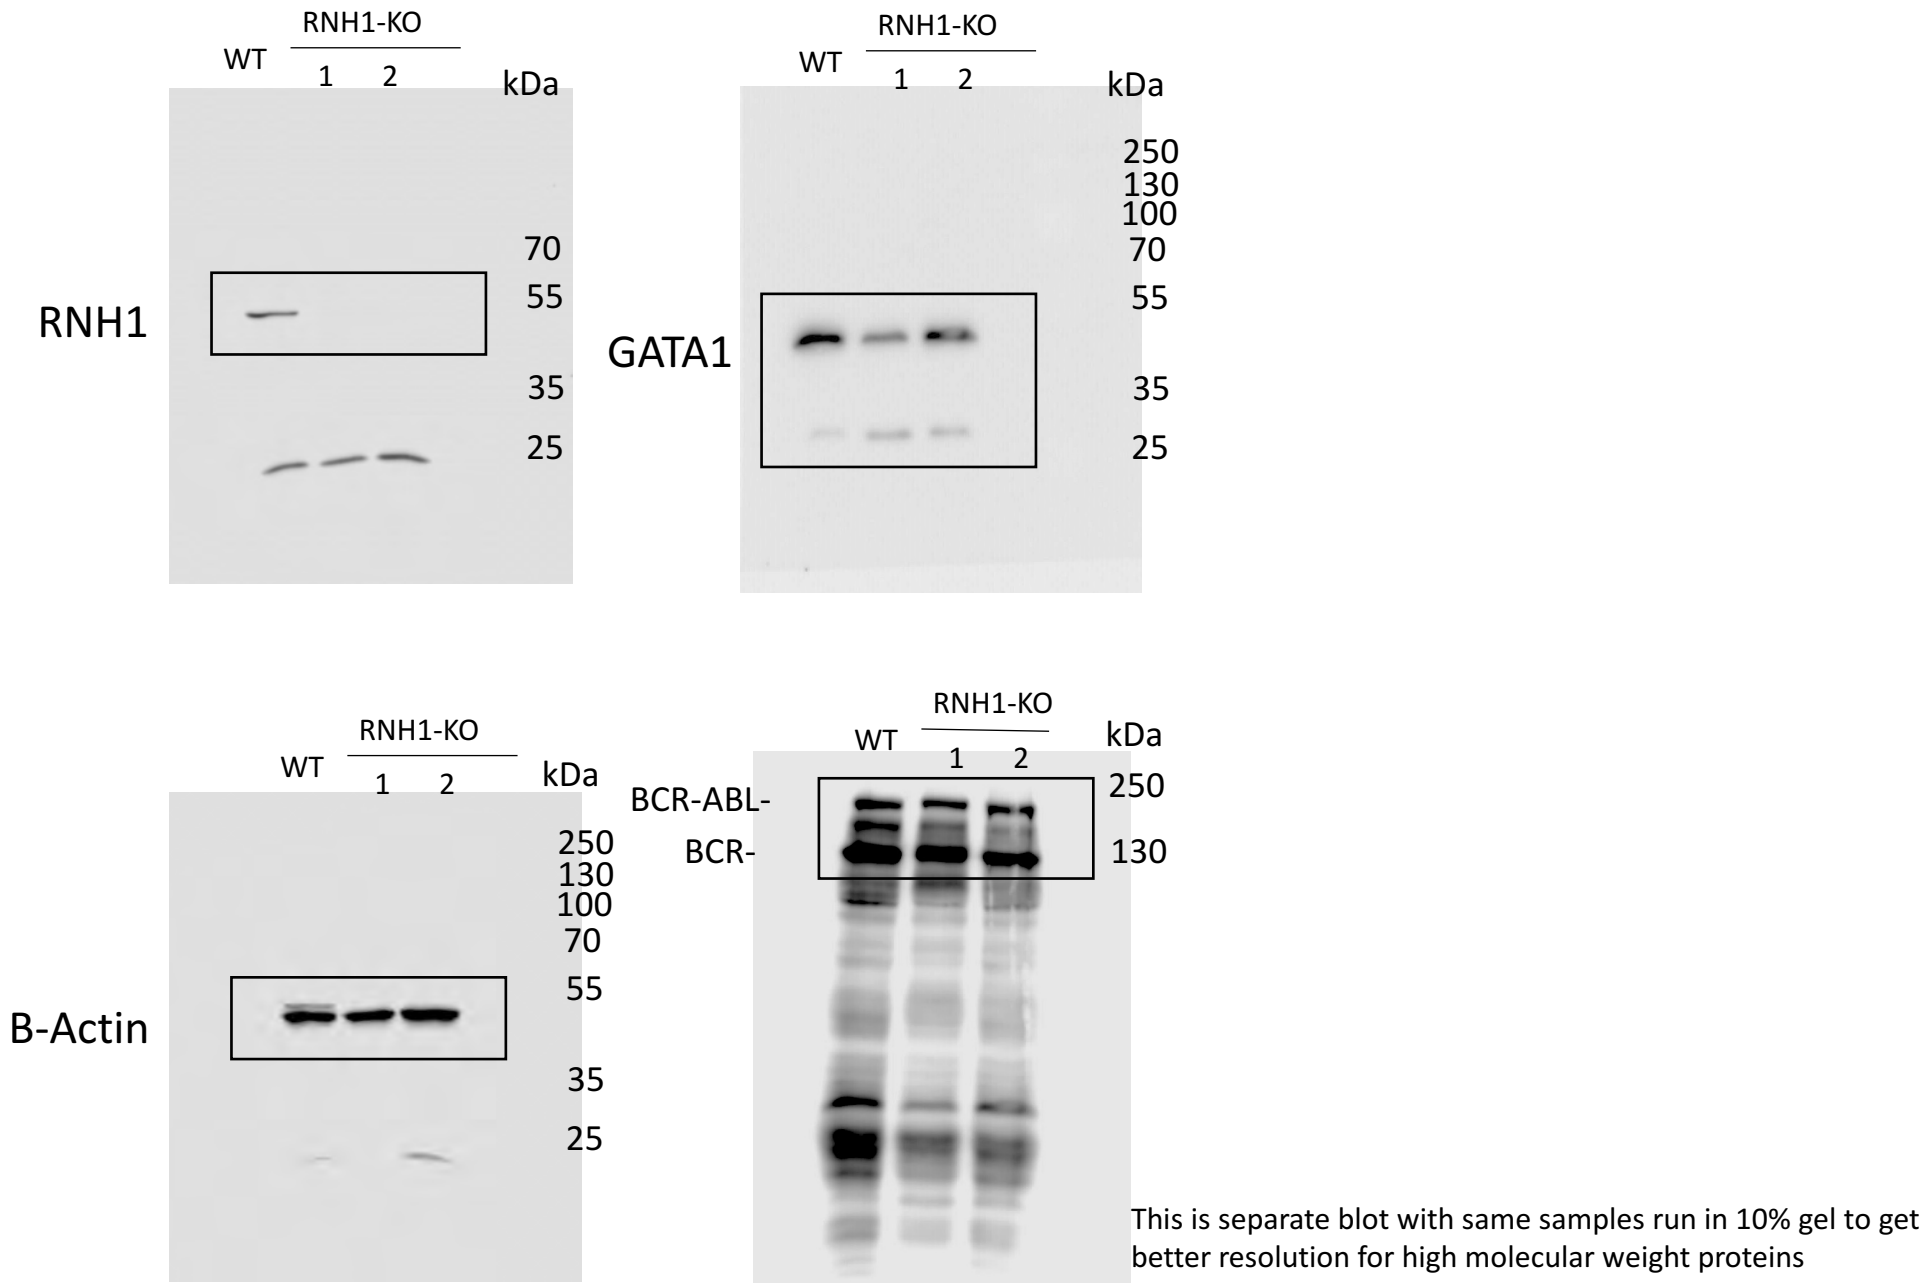 RNH1-KO
WT
1 2
kDa
70
55
RNH1
35
25
RNH1-KO
WT
1 2
kDa
250
130
100
70
55
GATA1
35
25
RNH1-KO
WT
1 2
kDa
250
130
100
70
55
B-Actin
35
25
RNH1-KO
WT
1 2
kDa
BCR-ABL-
250
BCR-
130
This is separate blot with same samples run in 10% gel to get
better resolution for high molecular weight proteins